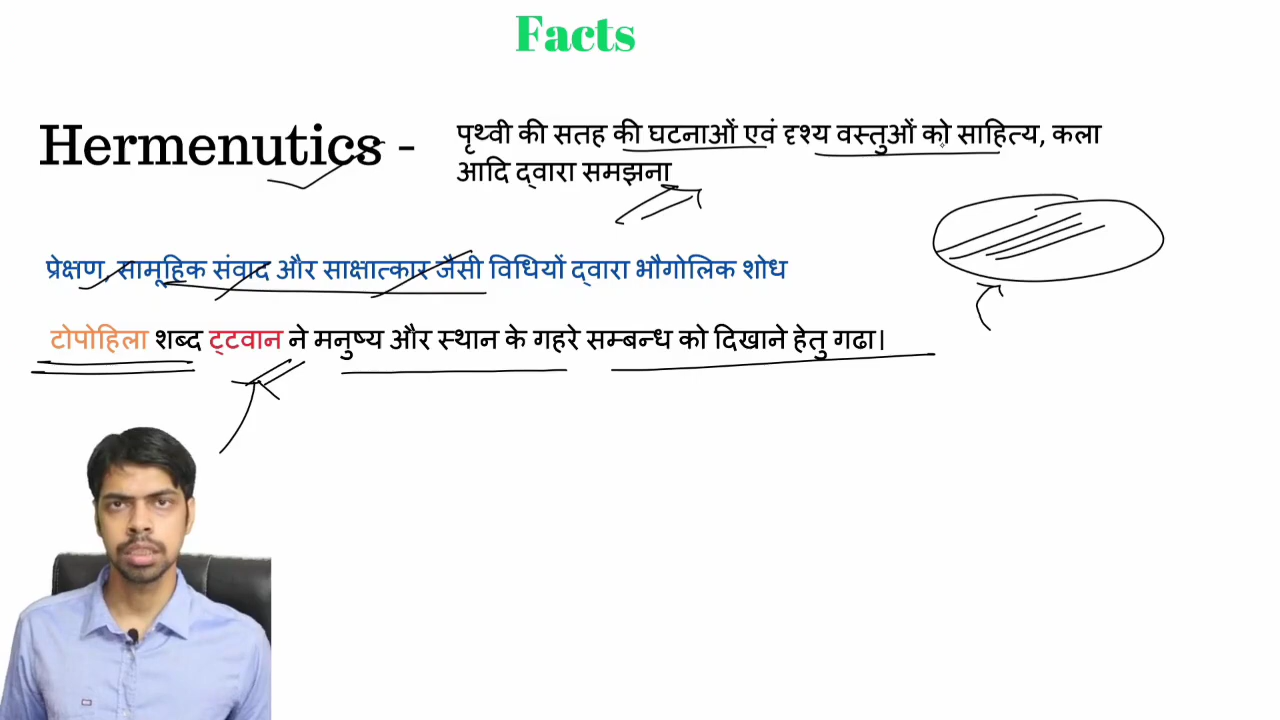 Facts
Hermenutics -
पृथ्वी की सतह की घटनाओं एवं दृश्य वस्तुओं को साहित्य, कला
आदि द्वारा समझना
प्रेक्षण, सामूहिक संवाद और साक्षात्कार जैसी विधियों द्वारा भौगोलिक शोध
टोपोहिला शब्द ट्टवान ने मनुष्य और स्थान के गहरे सम्बन्ध को दिखाने हेतु गढा।